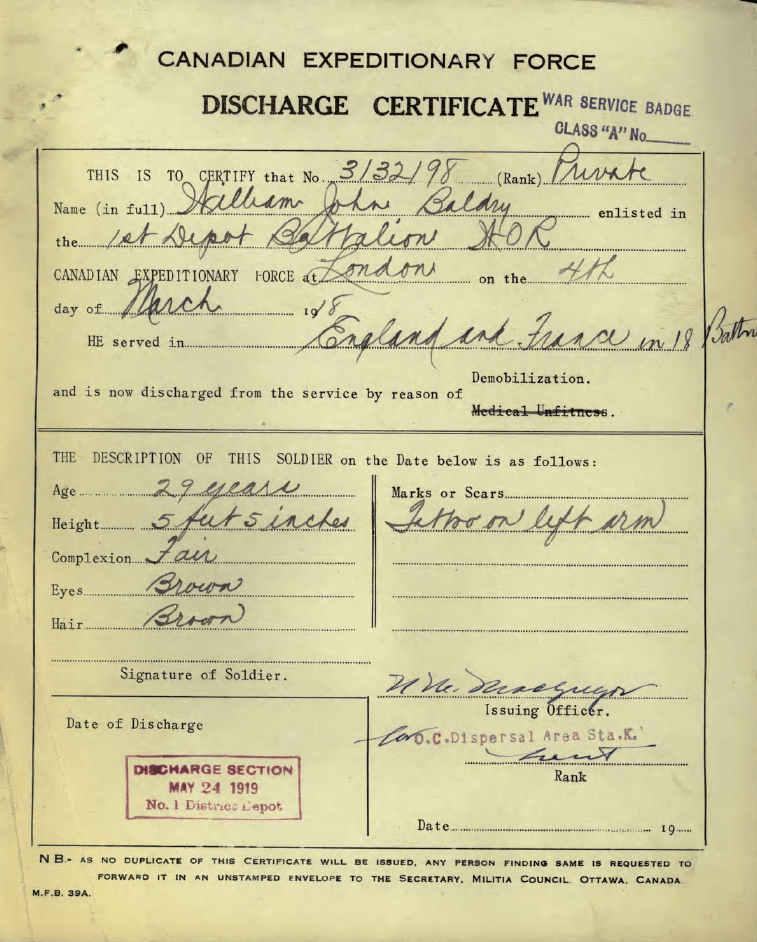 CANADIAN EXPEDITIONARY FORCE
DISCHARGE CERTIFICATE
WAR SERVICE BADGE
CLASS "A" No
THIS IS TO CERTIFY that No. 3132198 (Rank) Private
Name (in full) William John Baldry enlisted in
the 1st Depot Battalion WOR
CANADIAN EXPEDITIONARY FORCE at London on the 4th
day of March 1918
HE served in England and France in 18 Battn
Demobilization.
and is now discharged from the service by reason of
Medical Unfitness.
THE DESCRIPTION OF THIS SOLDIER on the Date below is as follows:
Age 29 years
Height 5 feet 5 inches
Complexion Fair
Eyes Brown
Hair Brown
Marks or Scars
Tattoo on left arm
Signature of Soldier.
MacGregor
Issuing Officer.
for O.C. Dispersal Area Sta. K.
Lieut
Rank
Date of Discharge
DISCHARGE SECTION
MAY 24 1919
No. 1 District Depot
Date 19
NB.- AS NO DUPLICATE OF THIS CERTIFICATE WILL BE ISSUED, ANY PERSON FINDING SAME IS REQUESTED TO
FORWARD IT IN AN UNSTAMPED ENVELOPE TO THE SECRETARY, MILITIA COUNCIL, OTTAWA, CANADA.
M.F.B. 39A.